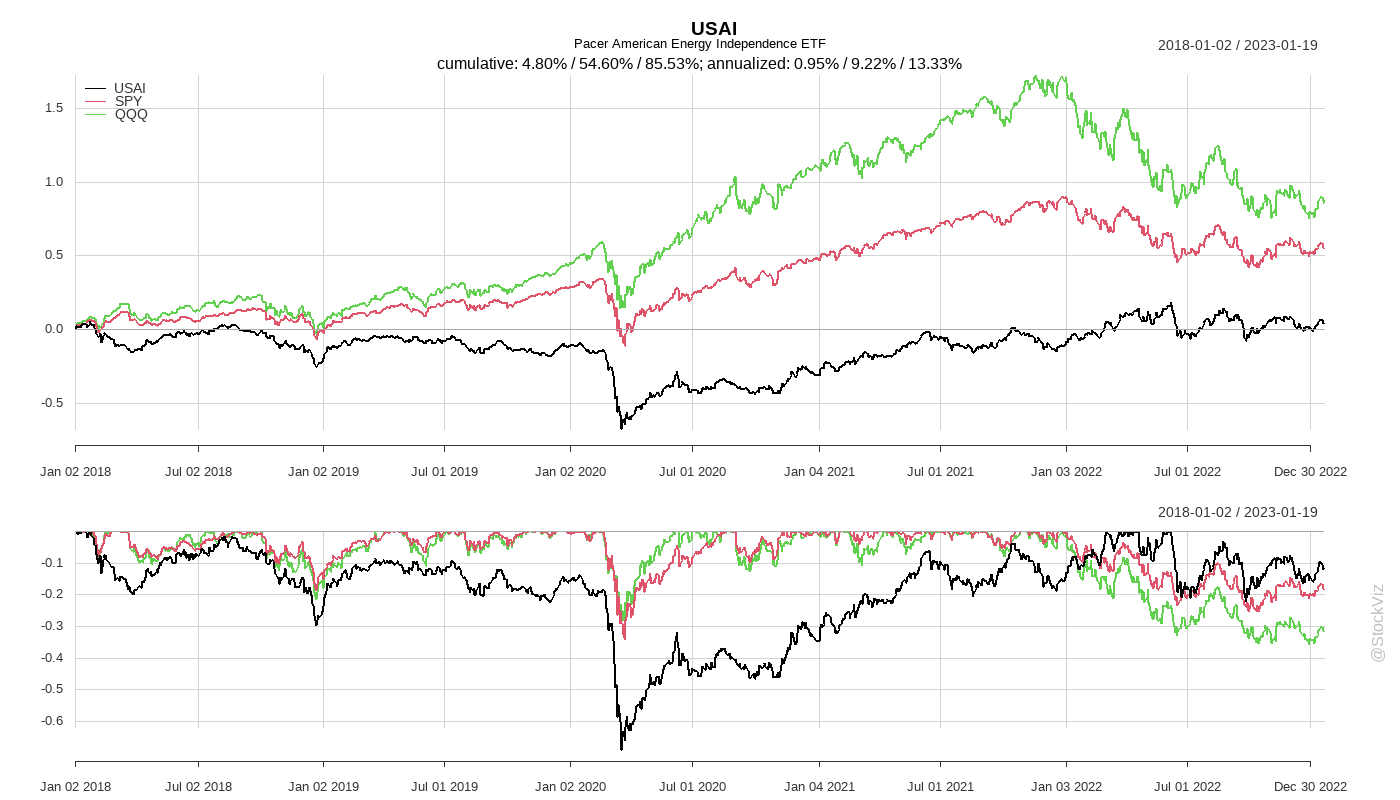 USAI
Pacer American Energy Independence ETF
2018-01-02 / 2023-01-19
cumulative: 4.80% / 54.60% / 85.53%; annualized: 0.95% / 9.22% / 13.33%
USAI
SPY
QQQ
1.5
1.0
0.5
0.0
-0.5
Jan 02 2018 Jul 02 2018 Jan 02 2019 Jul 01 2019 Jan 02 2020 Jul 01 2020 Jan 04 2021 Jul 01 2021 Jan 03 2022 Jul 01 2022 Dec 30 2022
2018-01-02 / 2023-01-19
-0.1
-0.2
-0.3
-0.4
-0.5
-0.6
Jan 02 2018 Jul 02 2018 Jan 02 2019 Jul 01 2019 Jan 02 2020 Jul 01 2020 Jan 04 2021 Jul 01 2021 Jan 03 2022 Jul 01 2022 Dec 30 2022
@StockViz